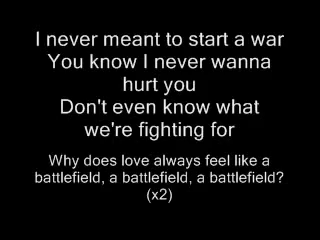 I never meant to start a war
You know I never wanna
hurt you
Don't even know what
we're fighting for
Why does love always feel like a
battlefield, a battlefield, a battlefield?
(x2)